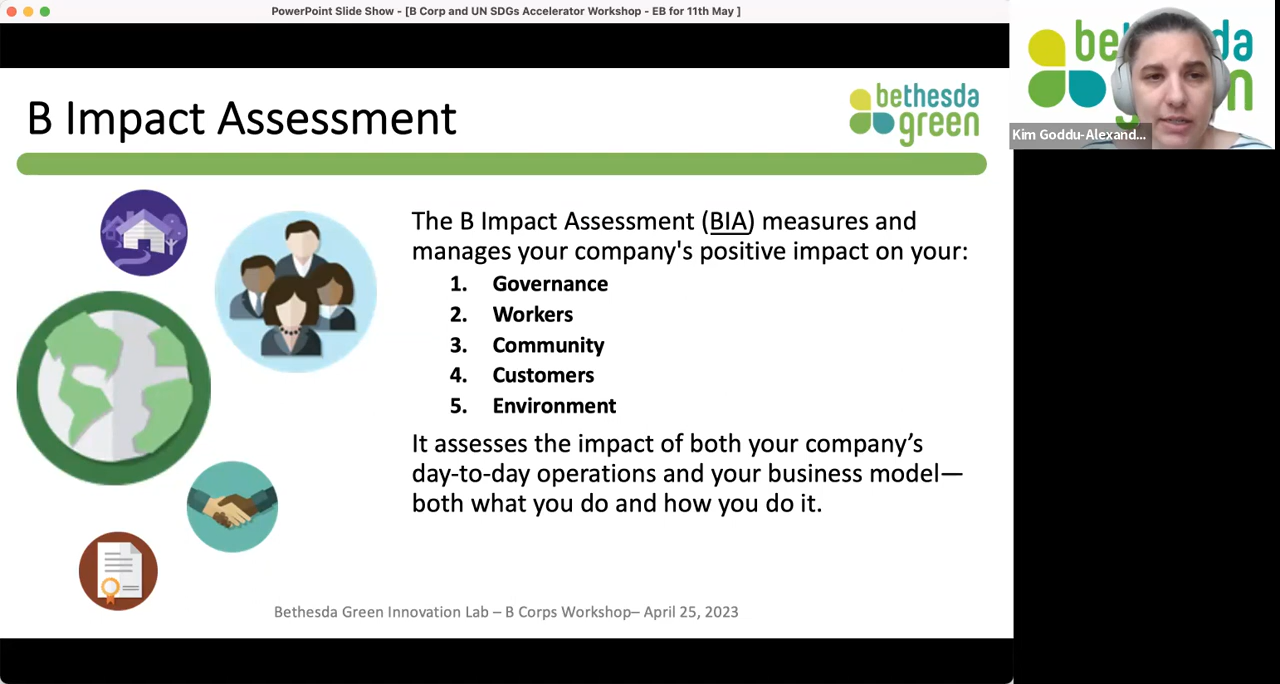 PowerPoint Slide Show - [B Corp and UN SDGs Accelerator Workshop - EB for 11th May ]
B Impact Assessment
bethesda
green
The B Impact Assessment (BIA) measures and
manages your company's positive impact on your:
1. Governance
2. Workers
3. Community
4. Customers
5. Environment
It assesses the impact of both your company’s
day-to-day operations and your business model—
both what you do and how you do it.
Bethesda Green Innovation Lab – B Corps Workshop– April 25, 2023
Kim Goddu-Alexand...